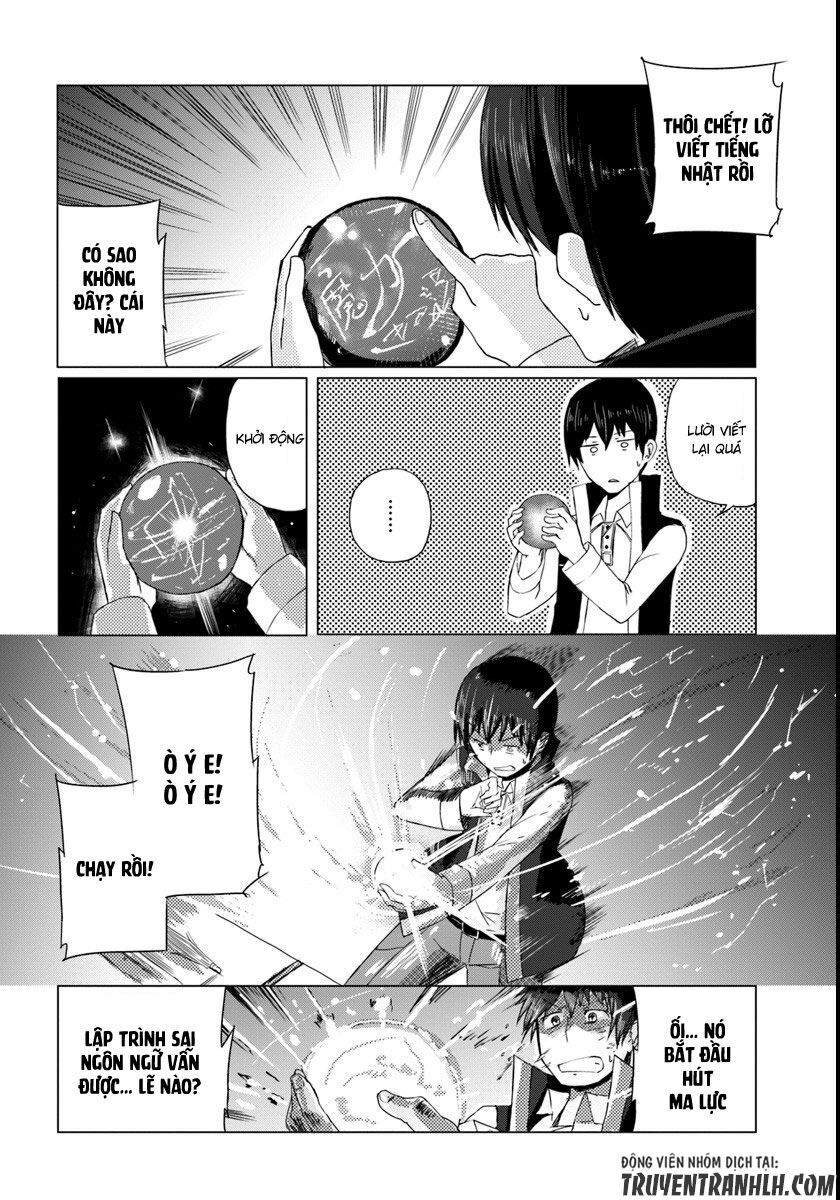 THÔI CHẾT! LỠ
VIẾT TIẾNG
NHẬT RỒI
CÓ SAO
KHÔNG
ĐÂY? CÁI
NÀY
魔力
LƯỜI VIẾT
LẠI QUÁ
......
KHỞI ĐỘNG
Ò Ý E!
Ò Ý E!
CHẠY RỒI!
ỐI... NÓ
BẮT ĐẦU
HÚT
MA LỰC
LẬP TRÌNH SAI
NGÔN NGỮ VẪN
ĐƯỢC... LẼ NÀO?
ĐỘNG VIÊN NHÓM DỊCH TẠI:
TRUYENTRANHLH.COM